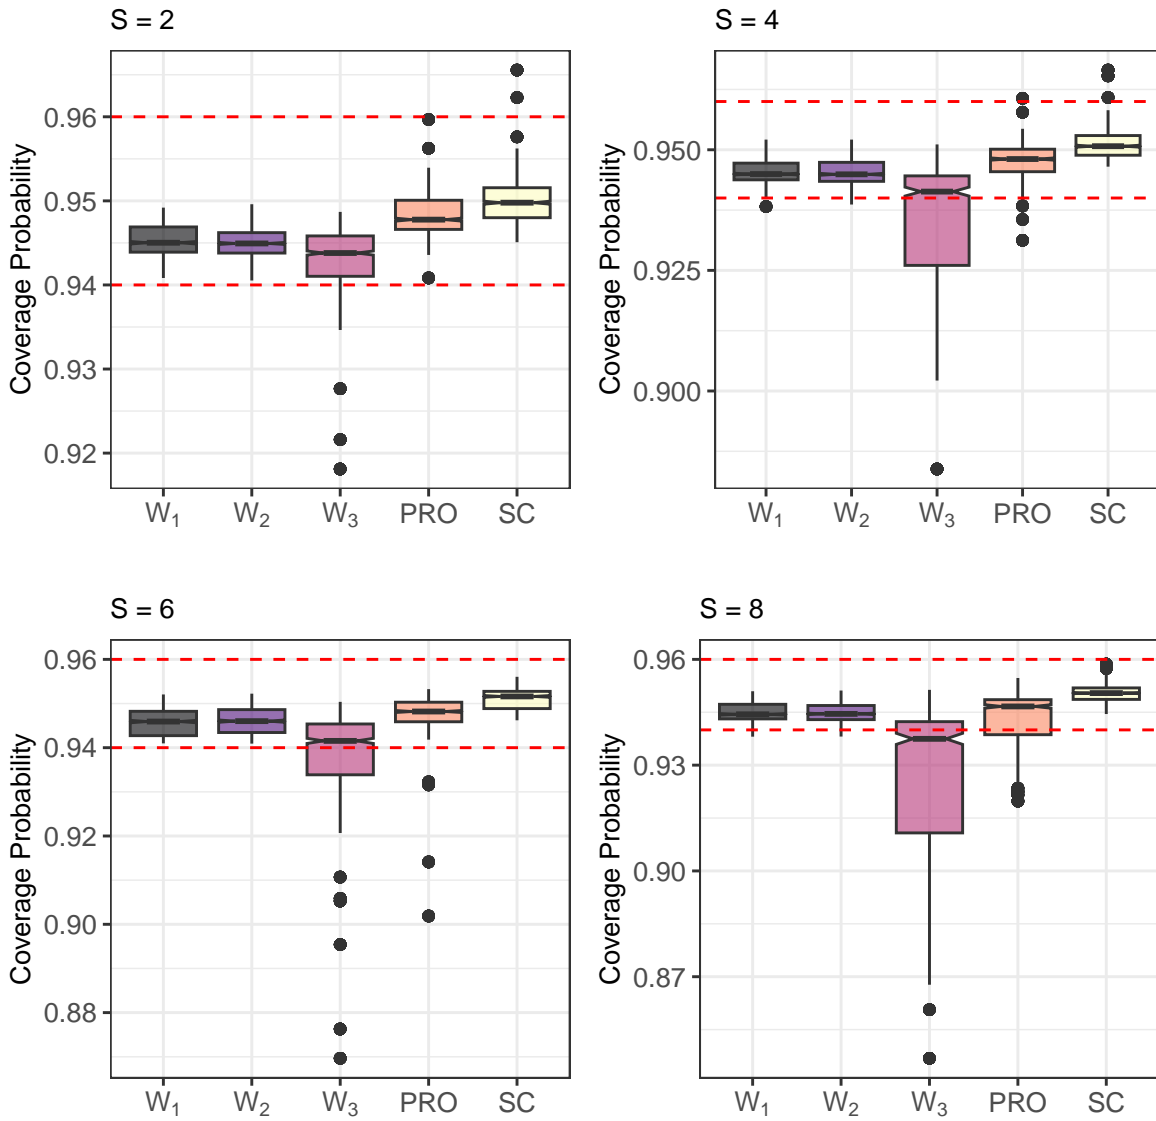 S = 2
Coverage Probability
0.96
0.95
0.94
0.93
0.92
W₁ W₂ W₃ PRO SC
S = 4
Coverage Probability
0.950
0.925
0.900
W₁ W₂ W₃ PRO SC
S = 6
Coverage Probability
0.96
0.94
0.92
0.90
0.88
W₁ W₂ W₃ PRO SC
S = 8
Coverage Probability
0.96
0.93
0.90
0.87
W₁ W₂ W₃ PRO SC